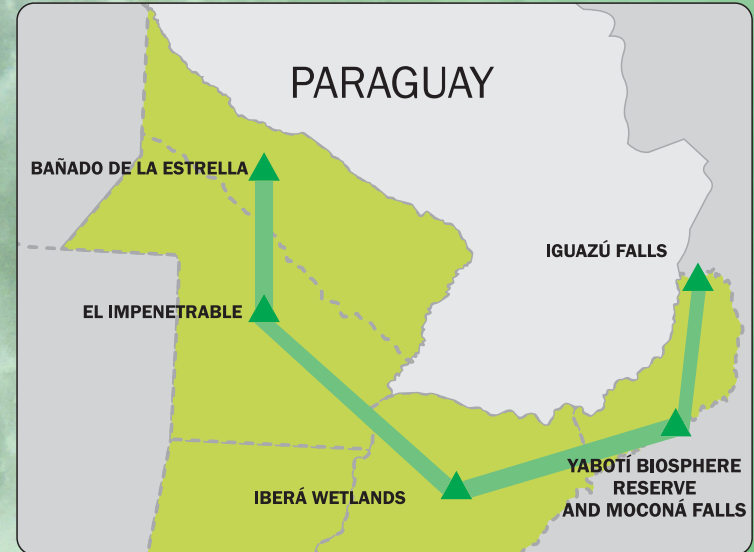 PARAGUAY
BAÑADO DE LA ESTRELLA
IGUAZÚ FALLS
EL IMPENETRABLE
YABOTÍ BIOSPHERE
RESERVE
AND MOCONÁ FALLS
IBERÁ WETLANDS